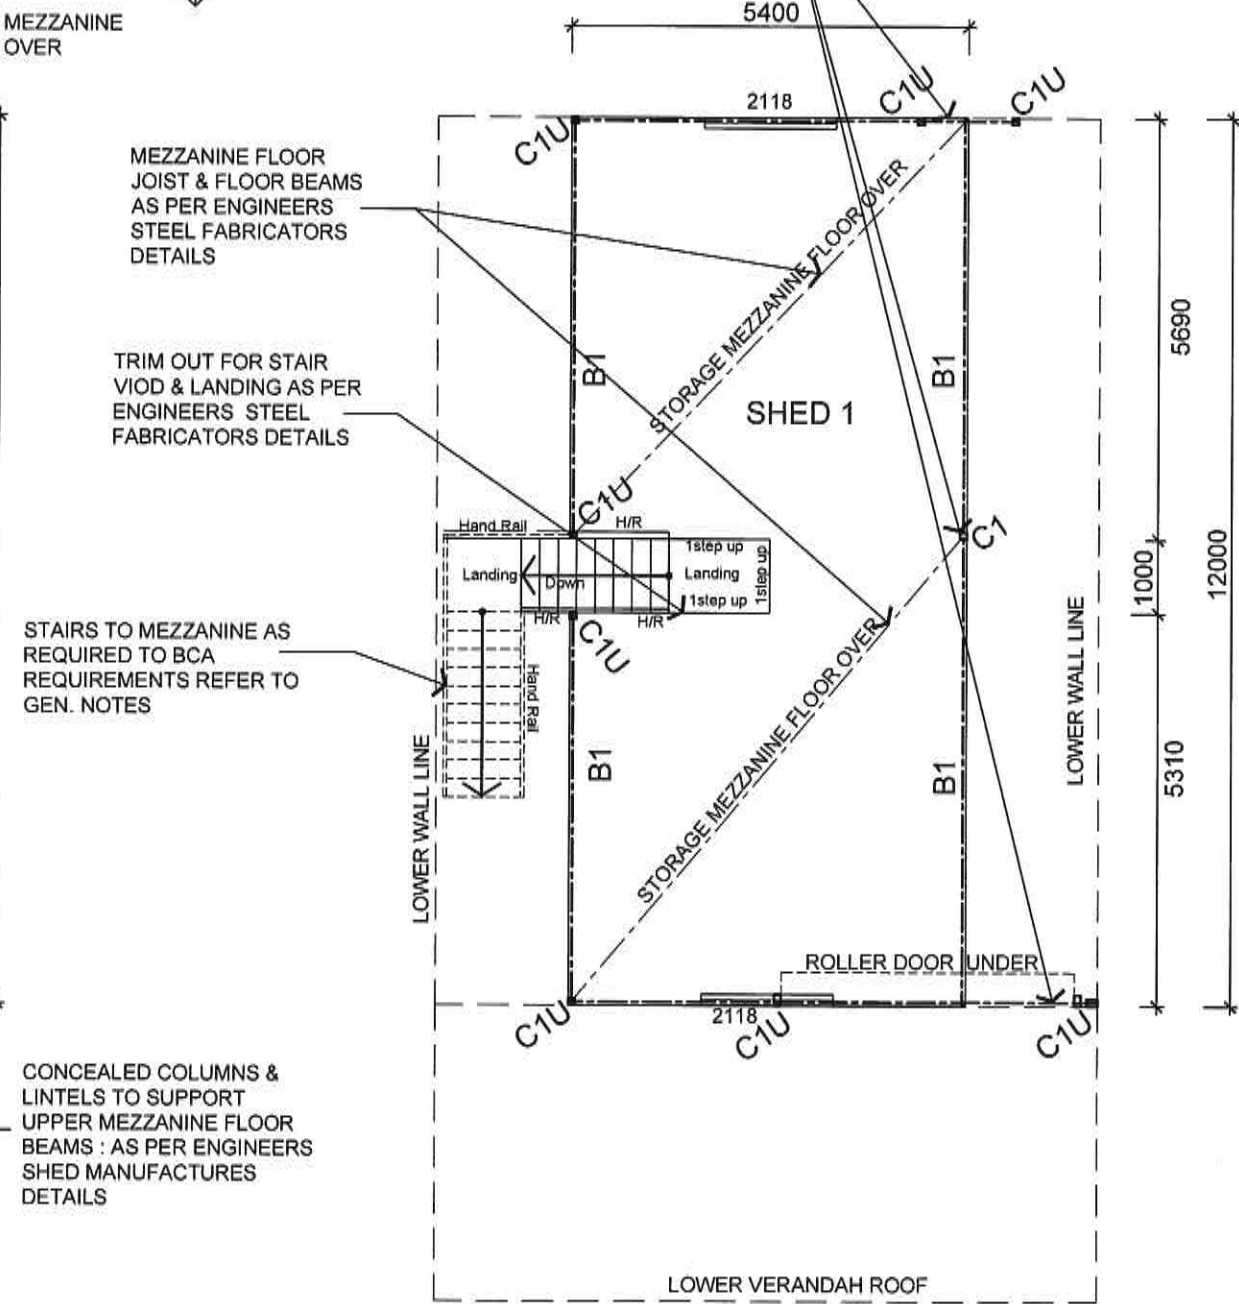 MEZZANINE
OVER
5400
2118
C1U
C1U
C1U
MEZZANINE FLOOR
JOIST & FLOOR BEAMS
AS PER ENGINEERS
STEEL FABRICATORS
DETAILS
STORAGE MEZZANINE FLOOR OVER
5690
TRIM OUT FOR STAIR
VIOD & LANDING AS PER
ENGINEERS STEEL
FABRICATORS DETAILS
B1
B1
SHED 1
C1U
Hand Rail
H/R
C1
1step up
Landing
Down
Landing
1step up
1step up
H/R
H/R
C1U
1000
12000
STAIRS TO MEZZANINE AS
REQUIRED TO BCA
REQUIREMENTS REFER TO
GEN. NOTES
Hand Rail
LOWER WALL LINE
LOWER WALL LINE
B1
B1
STORAGE MEZZANINE FLOOR OVER
5310
ROLLER DOOR UNDER
C1U
2118
C1U
C1U
CONCEALED COLUMNS &
LINTELS TO SUPPORT
UPPER MEZZANINE FLOOR
BEAMS : AS PER ENGINEERS
SHED MANUFACTURES
DETAILS
LOWER VERANDAH ROOF